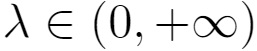 λ ∈ (0, +∞)